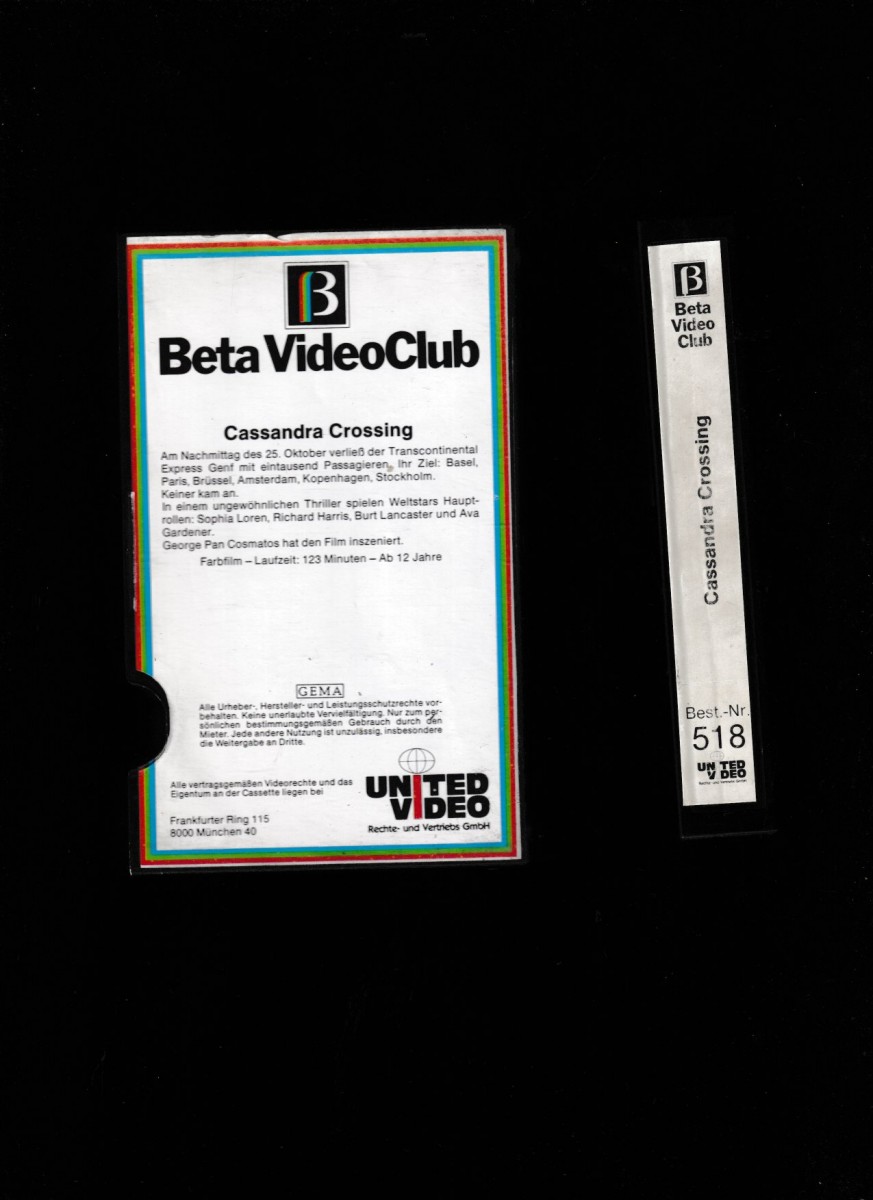 β
Beta VideoClub
Cassandra Crossing
Am Nachmittag des 25. Oktober verließ der Transcontinental
Express Genf mit eintausend Passagieren, Ihr Ziel: Basel,
Paris, Brüssel, Amsterdam, Kopenhagen, Stockholm.
Keiner kam an.
In einem ungewöhnlichen Thriller spielen Weltstars Haupt-
rollen: Sophia Loren, Richard Harris, Burt Lancaster und Ava
Gardener.
George Pan Cosmatos hat den Film inszeniert.
Farbfilm – Laufzeit: 123 Minuten – Ab 12 Jahre
GEMA
Alle Urheber-, Hersteller- und Leistungsschutzrechte vor-
behalten. Keine unerlaubte Vervielfältigung. Nur zum per-
sönlichen bestimmungsgemäßen Gebrauch durch den
Mieter. Jede andere Nutzung ist unzulässig, insbesondere
die Weitergabe an Dritte.
Alle vertragsgemäßen Videorechte und das
Eigentum an der Cassette liegen bei
Frankfurter Ring 115
8000 München 40
UNITED
VIDEO
Rechte- und Vertriebs GmbH
β
Beta
Video
Club
Cassandra Crossing
Best.-Nr.
518
UNITED
VIDEO
Rechte- und Vertriebs GmbH